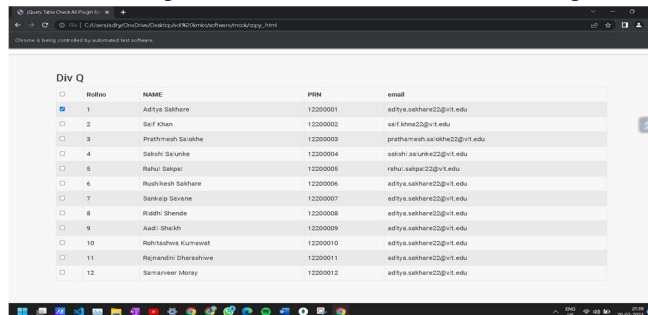 jQuery Table Check All Plugin Ex
File | C:/Users/adity/OneDrive/Desktop/edi%20kmkc/software/mcok/copy_html
Chrome is being controlled by automated test software.
Div Q
Rollno NAME PRN email
1 Aditya Sakhare 12200001 aditya.sakhare22@vit.edu
2 Saif Khan 12200002 saif.khna22@vit.edu
3 Prathmesh Salokhe 12200003 prathamesh.salokhe22@vit.edu
4 Sakshi Salunke 12200004 sakshi.salunke22@vit.edu
5 Rahul Sakpal 12200005 rahul.sakpal22@vit.edu
6 Rushikesh Sakhare 12200006 aditya.sakhare22@vit.edu
7 Sankalp Savane 12200007 aditya.sakhare22@vit.edu
8 Riddhi Shende 12200008 aditya.sakhare22@vit.edu
9 Aadil Shaikh 12200009 aditya.sakhare22@vit.edu
10 Rohitashwa Kumawat 12200010 aditya.sakhare22@vit.edu
11 Rajnandini Dharashiwe 12200011 aditya.sakhare22@vit.edu
12 Samarveer Moray 12200012 aditya.sakhare22@vit.edu
ENG 21:39